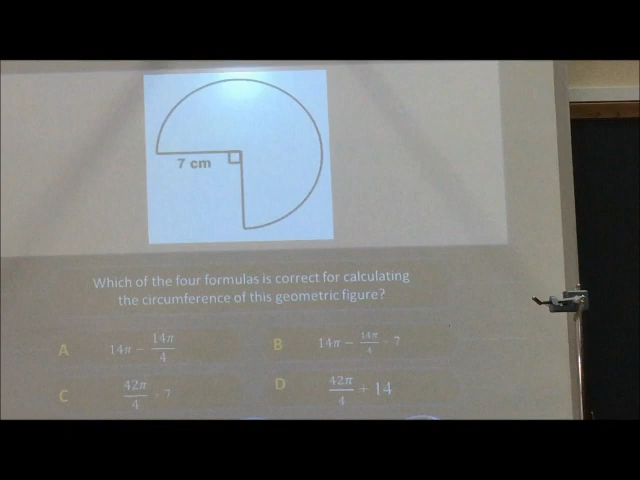 7 cm
Which of the four formulas is correct for calculating
the circumference of this geometric figure?
A 14π − 14π/4
B 14π − 14π/4 · 7
C 42π/4 · 7
D 42π/4 + 14